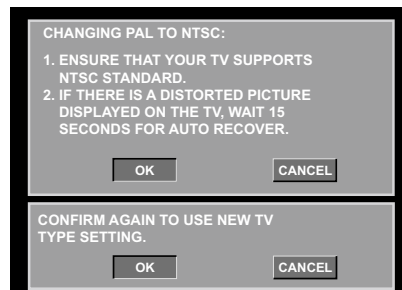 CHANGING PAL TO NTSC:
1. ENSURE THAT YOUR TV SUPPORTS
NTSC STANDARD.
2. IF THERE IS A DISTORTED PICTURE
DISPLAYED ON THE TV, WAIT 15
SECONDS FOR AUTO RECOVER.
OK CANCEL
CONFIRM AGAIN TO USE NEW TV
TYPE SETTING.
OK CANCEL